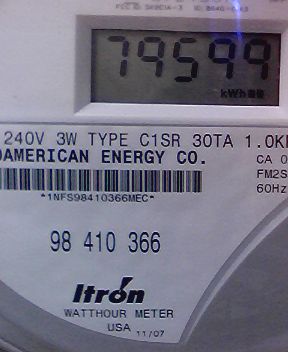 79599
kWh
240V 3W TYPE C1SR 30TA 1.0K
AMERICAN ENERGY CO.
CA 0
FM2S
60Hz
*1NFS98410366MEC*
98 410 366
Itrón
WATTHOUR METER
USA 11/07